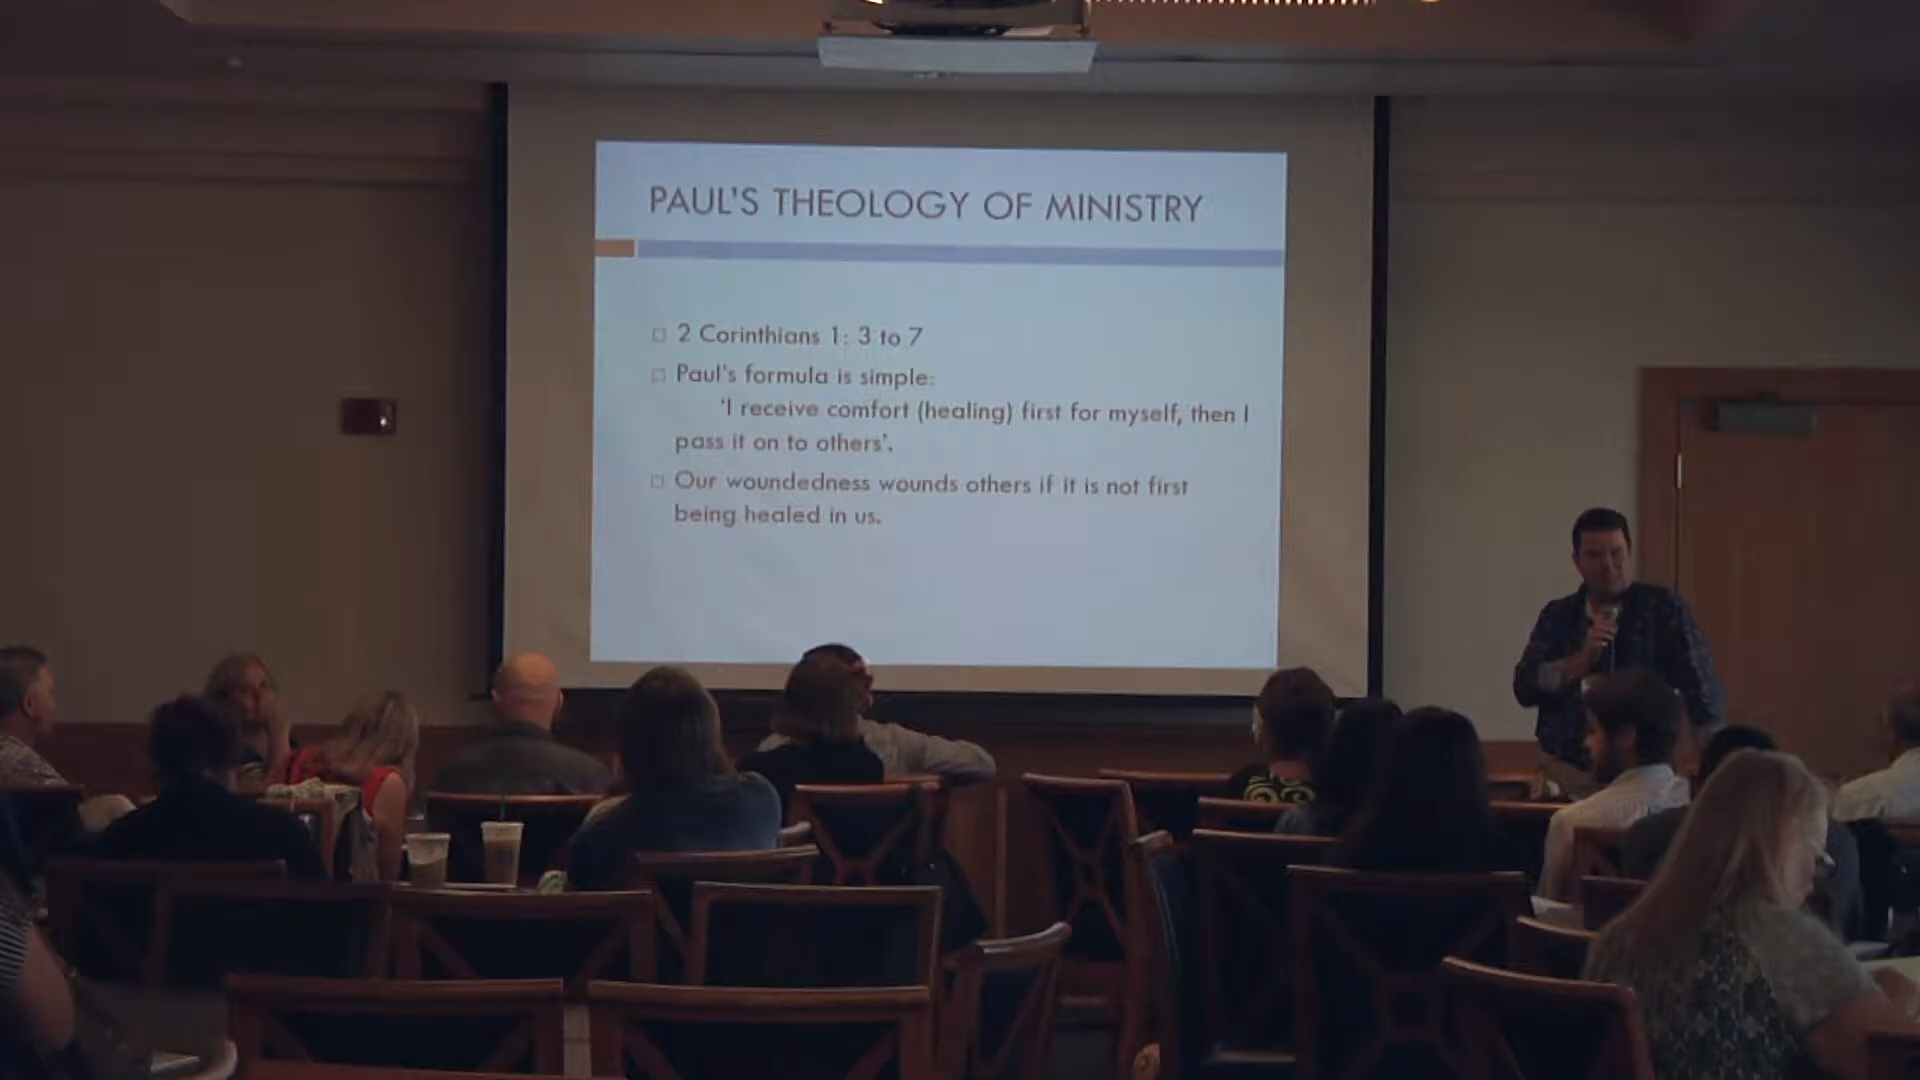 PAUL'S THEOLOGY OF MINISTRY
2 Corinthians 1: 3 to 7
Paul's formula is simple:
'I receive comfort (healing) first for myself, then I
pass it on to others'.
Our woundedness wounds others if it is not first
being healed in us.